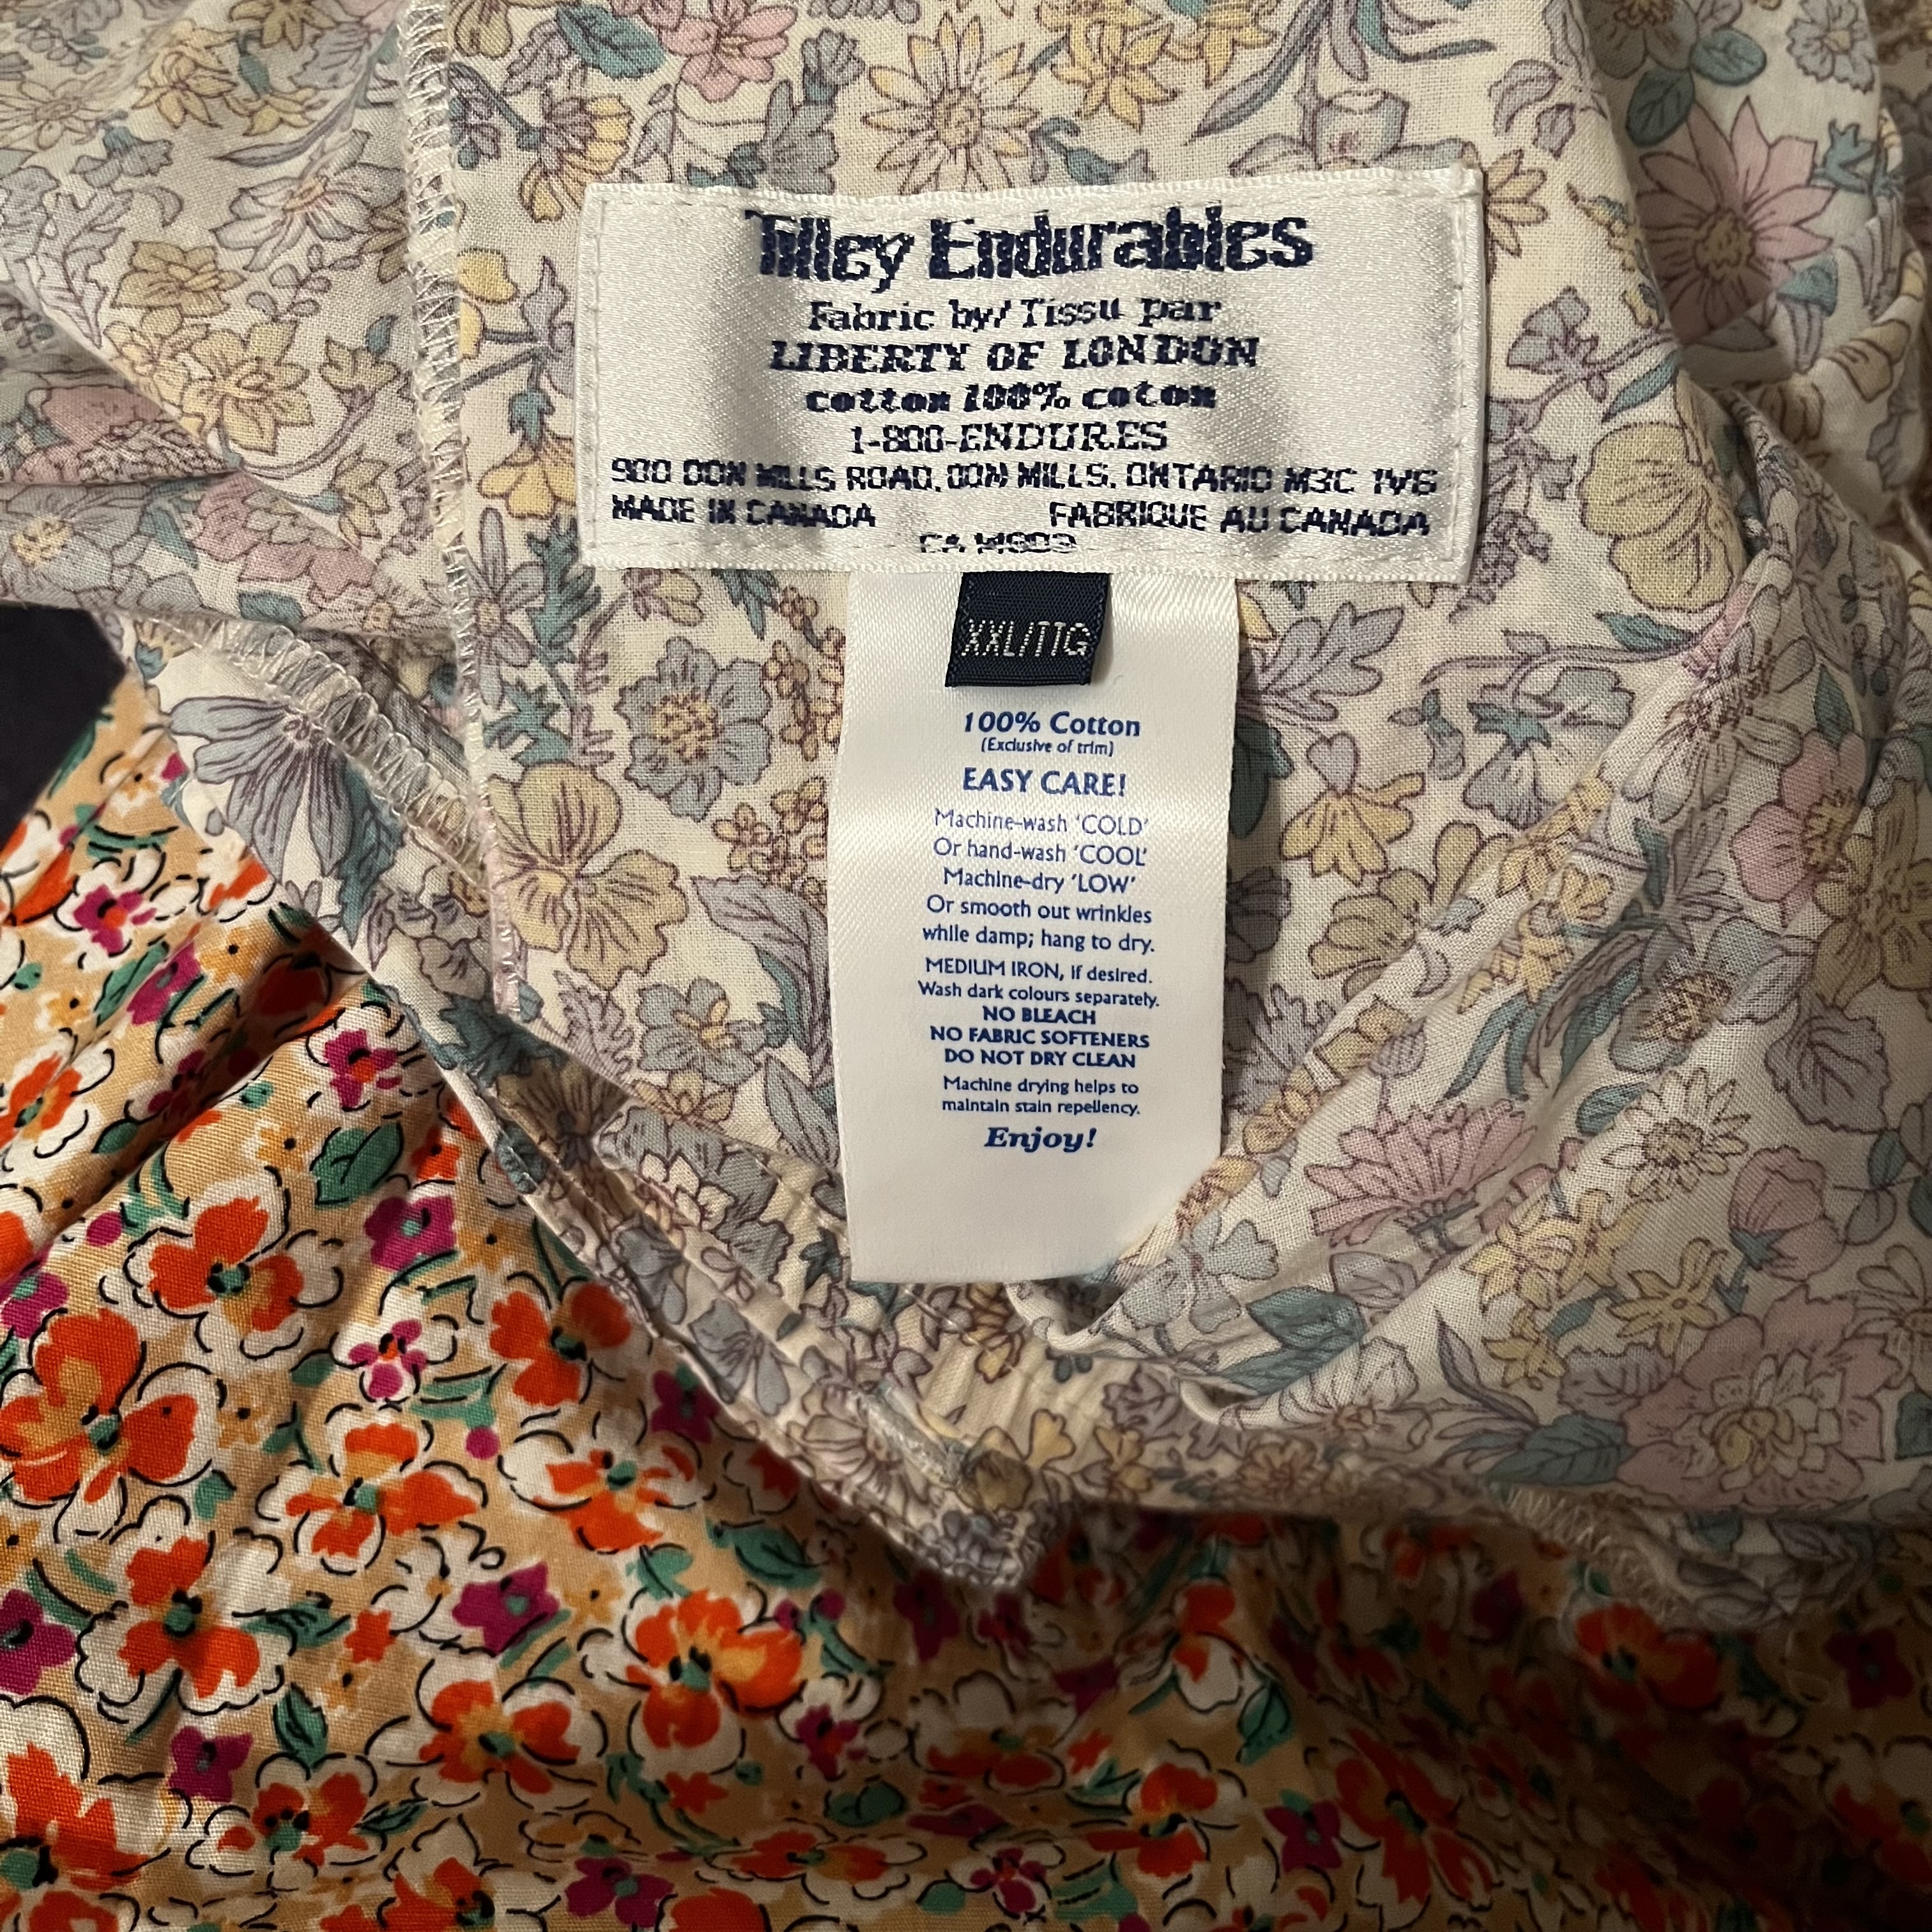 Tilley Endurables
Fabric by/Tissu par
LIBERTY OF LONDON
cotton 100% coton
1-800-ENDURES
900 DON MILLS ROAD, DON MILLS, ONTARIO M3C 1V6
MADE IN CANADA FABRIQUE AU CANADA
CA
XXL/TTG
100% Cotton
(Exclusive of trim)
EASY CARE!
Machine-wash 'COLD'
Or hand-wash 'COOL'
Machine-dry 'LOW'
Or smooth out wrinkles
while damp; hang to dry.
MEDIUM IRON, if desired.
Wash dark colours separately.
NO BLEACH
NO FABRIC SOFTENERS
DO NOT DRY CLEAN
Machine drying helps to
maintain stain repellency.
Enjoy!